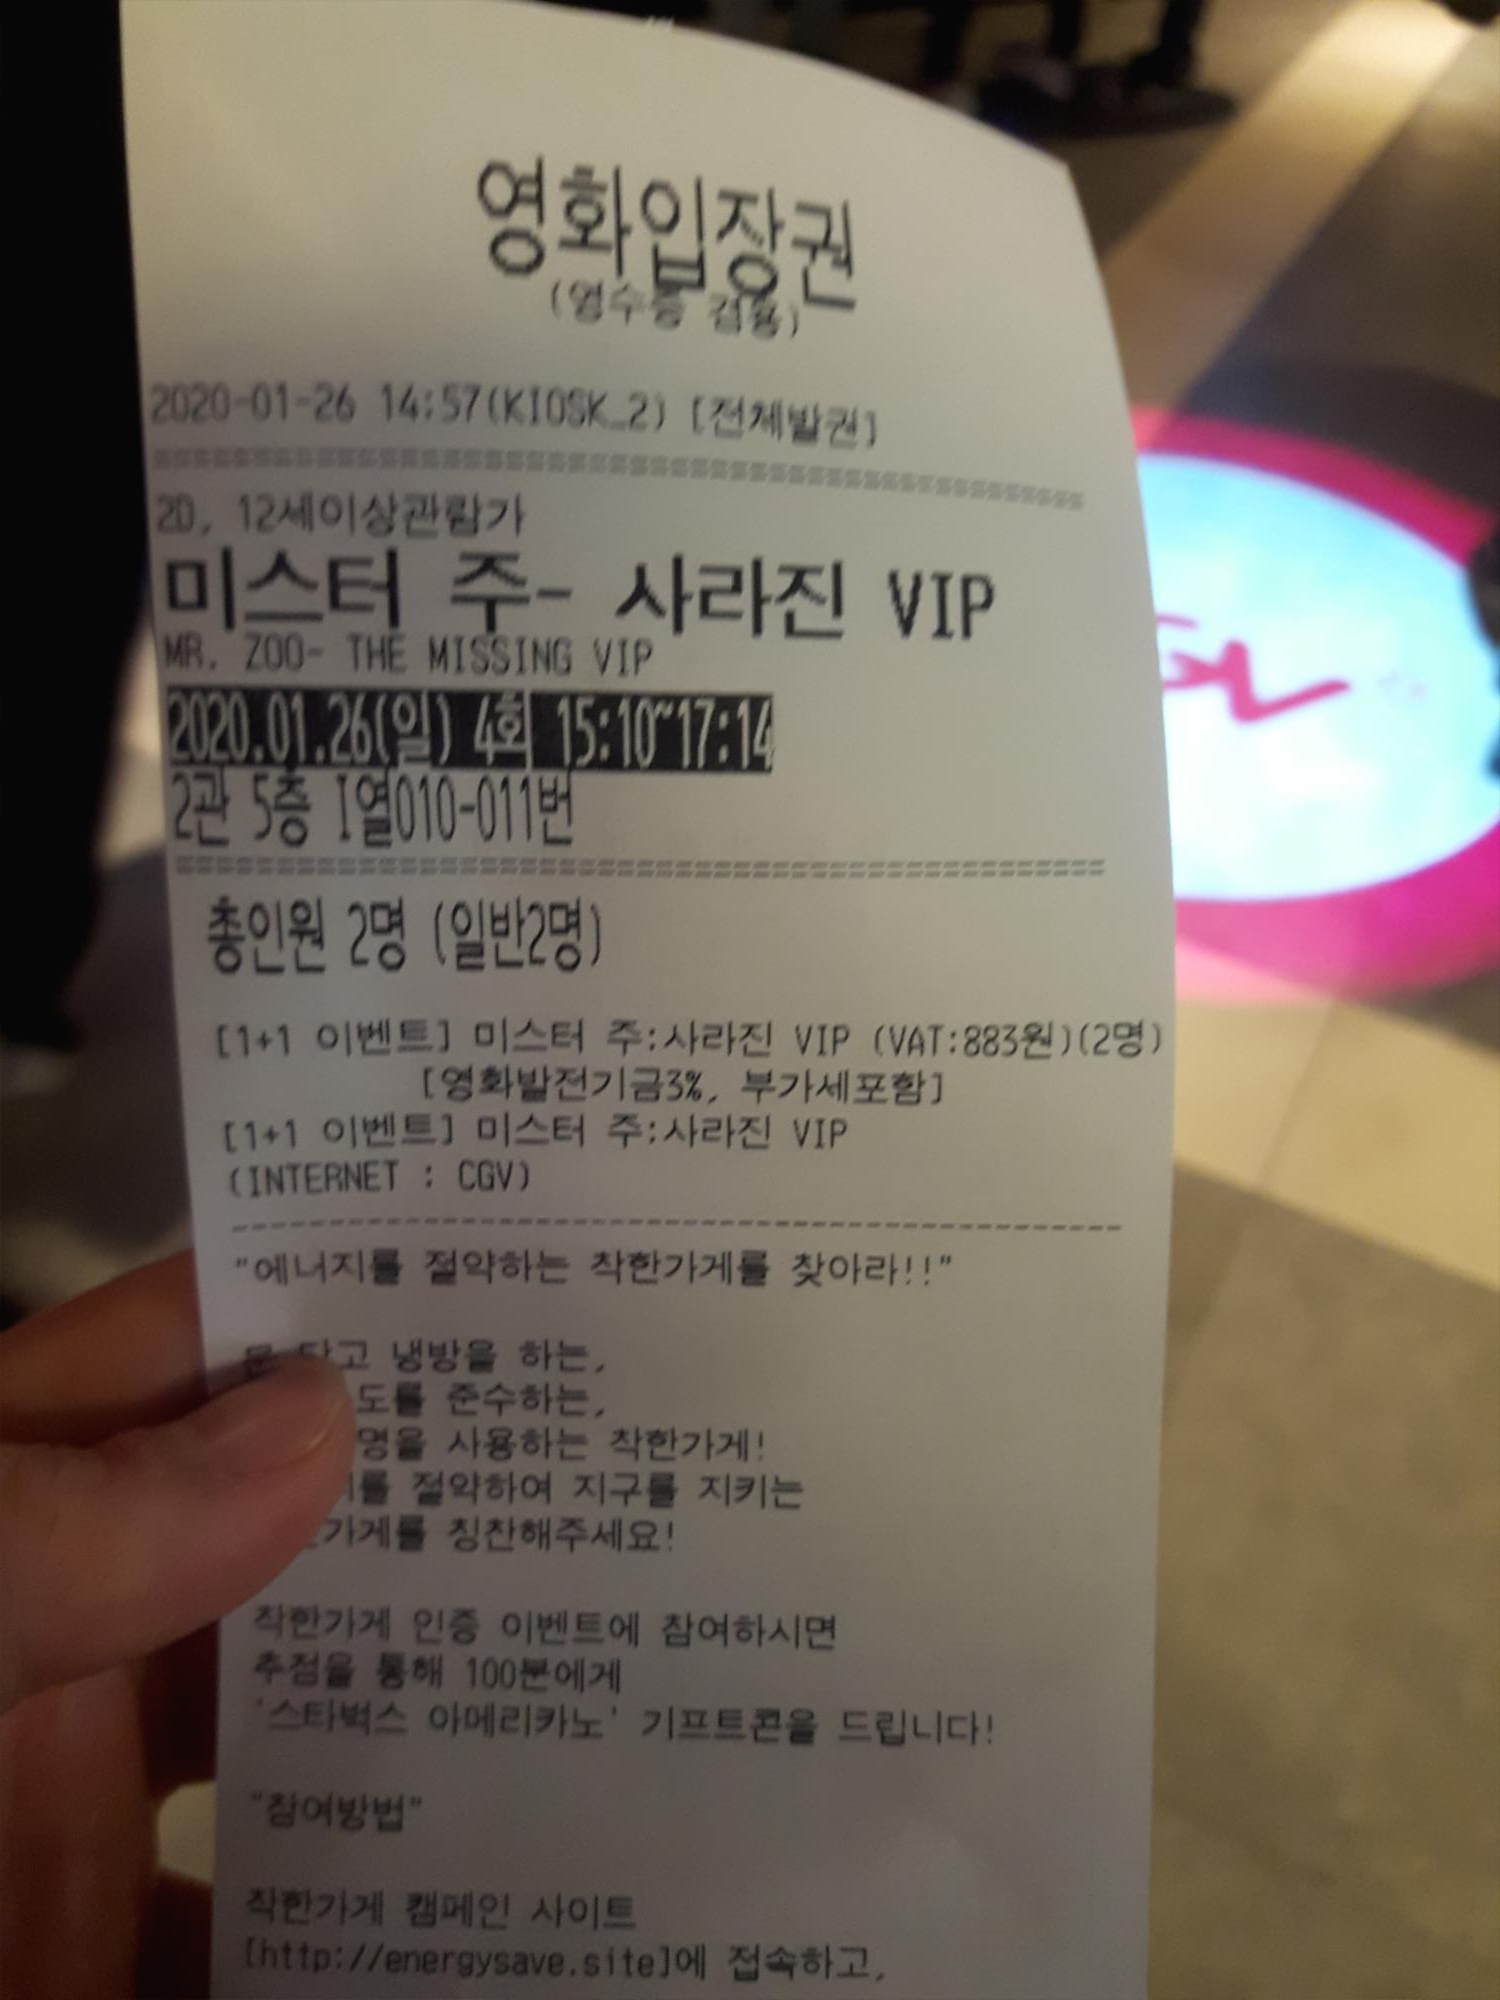 영화입장권
(영수증 겸용)
2020-01-26 14:57(KIOSK_2) [전체발권]
================================================
2D, 12세이상관람가
미스터 주- 사라진 VIP
MR. ZOO- THE MISSING VIP
2020.01.26(일) 4회 15:10~17:14
2관 5층 I열010-011번
================================================
총인원 2명 (일반2명)
[1+1 이벤트] 미스터 주:사라진 VIP (VAT:883원)(2명)
[영화발전기금3%, 부가세포함]
[1+1 이벤트] 미스터 주:사라진 VIP
(INTERNET : CGV)
------------------------------------------------
"에너지를 절약하는 착한가게를 찾아라!!"
문 닫고 냉방을 하는,
도를 준수하는,
명을 사용하는 착한가게!
를 절약하여 지구를 지키는
가게를 칭찬해주세요!
착한가게 인증 이벤트에 참여하시면
추첨을 통해 100분에게
'스타벅스 아메리카노' 기프트콘을 드립니다!
"참여방법"
착한가게 캠페인 사이트
[http://energysave.site]에 접속하고,
CGV